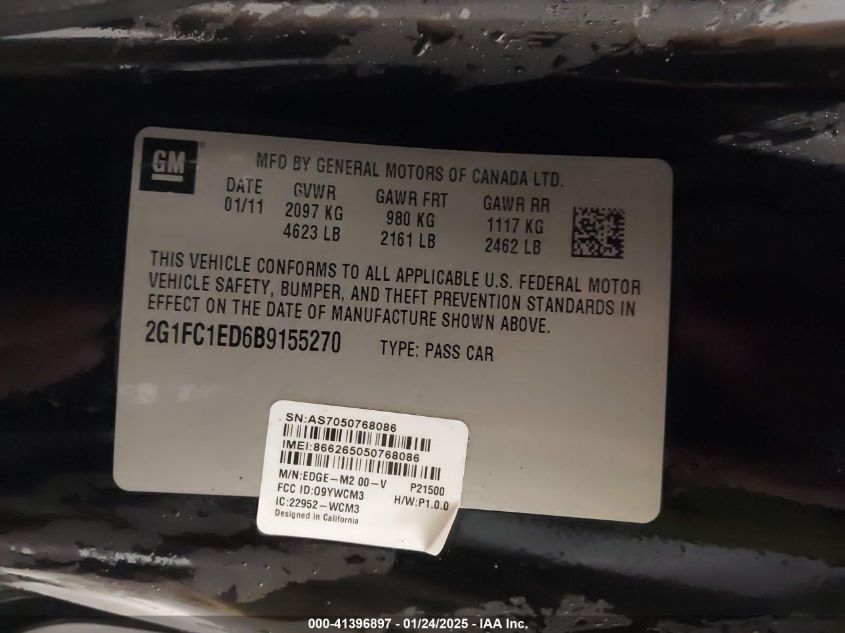 GM
MFD BY GENERAL MOTORS OF CANADA LTD.
DATE GVWR GAWR FRT GAWR RR
01/11 2097 KG 980 KG 1117 KG
4623 LB 2161 LB 2462 LB
THIS VEHICLE CONFORMS TO ALL APPLICABLE U.S. FEDERAL MOTOR
VEHICLE SAFETY, BUMPER, AND THEFT PREVENTION STANDARDS IN
EFFECT ON THE DATE OF MANUFACTURE SHOWN ABOVE.
2G1FC1ED6B9155270 TYPE: PASS CAR
SN:AS7050768086
IMEI:866265050768086
M/N:EDGE-M2 00-V P21500
FCC ID:O9YWCM3 H/W:P1.0.0
IC:22952-WCM3
Designed in California
000-41396897 - 01/24/2025 - IAA Inc.